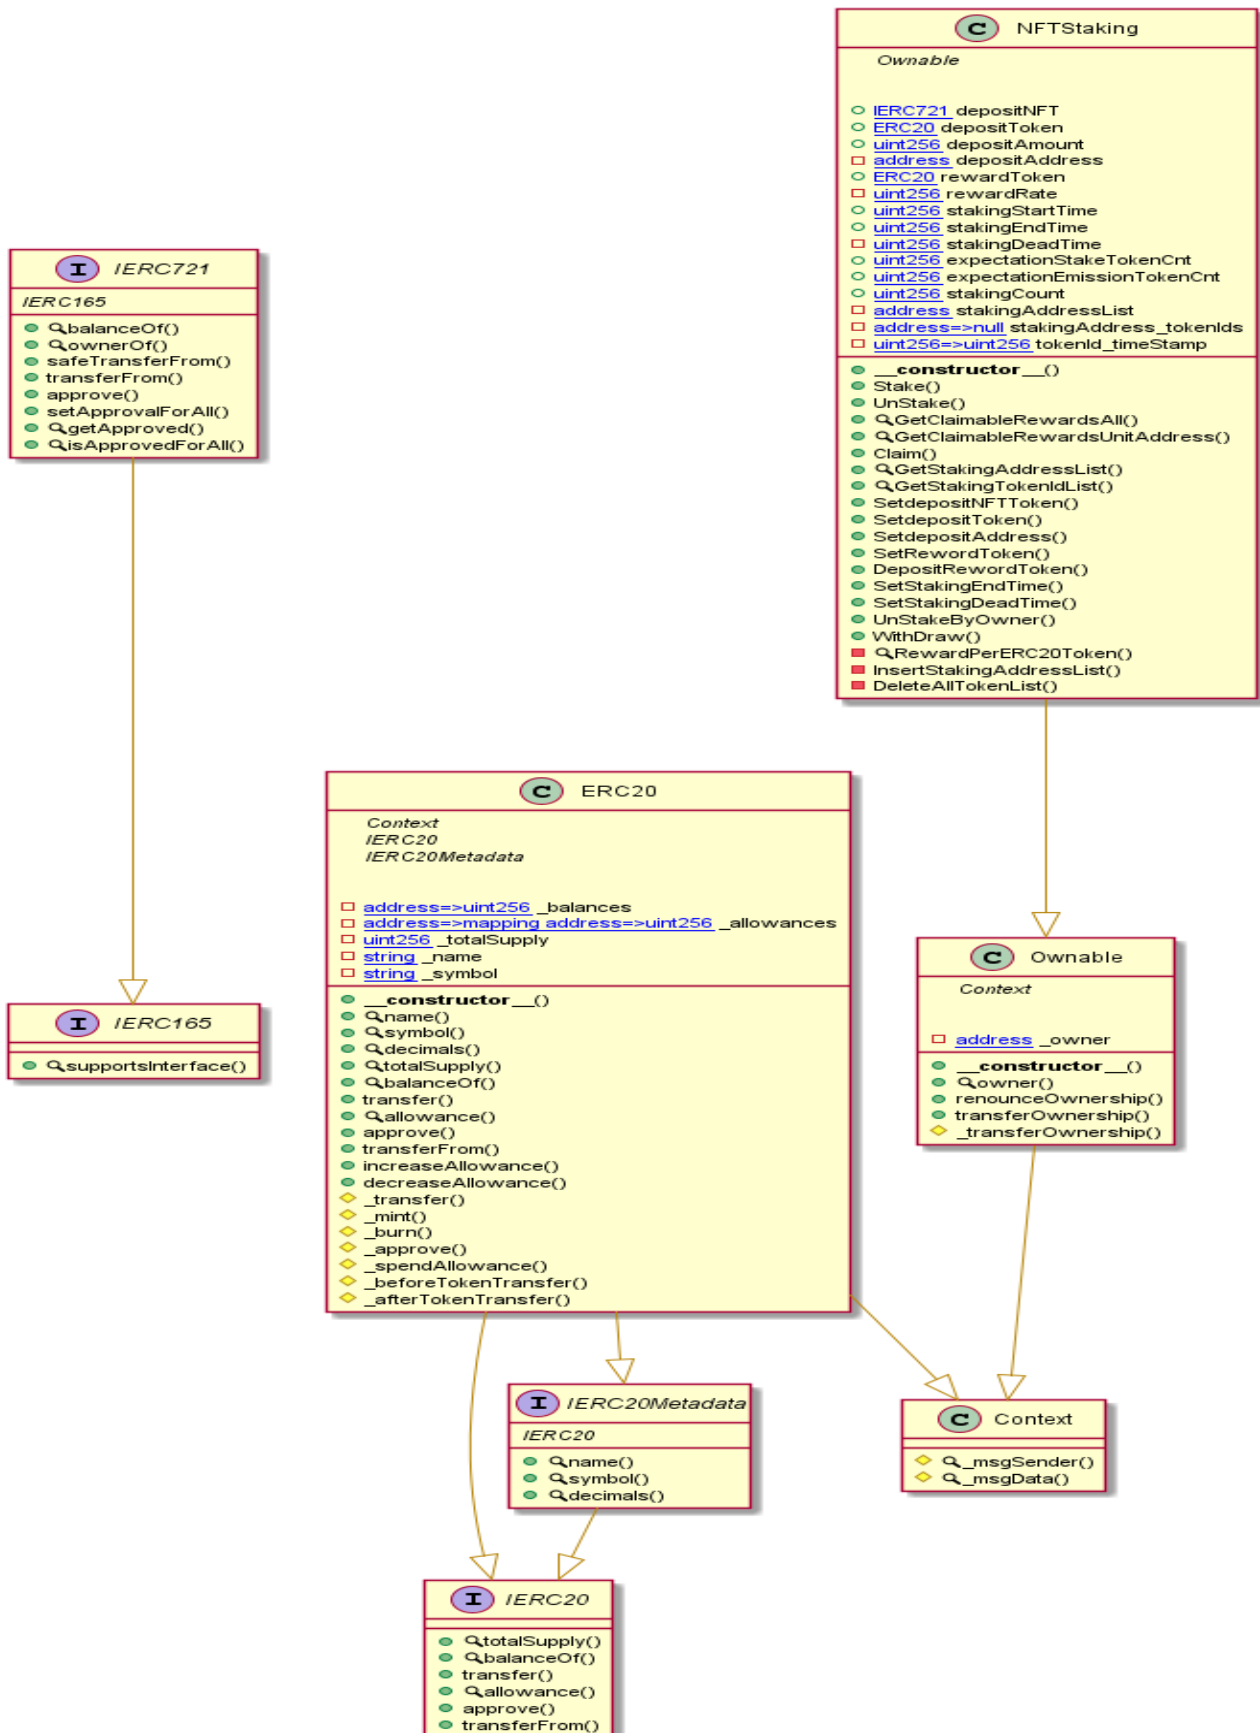 C NFTStaking
Ownable
IERC721 depositNFT
ERC20 depositToken
uint256 depositAmount
address depositAddress
ERC20 rewardToken
uint256 rewardRate
uint256 stakingStartTime
uint256 stakingEndTime
uint256 stakingDeadTime
uint256 expectationStakeTokenCnt
uint256 expectationEmissionTokenCnt
uint256 stakingCount
address stakingAddressList
address=>null stakingAddress_tokenIds
uint256=>uint256 tokenId_timeStamp
__constructor__()
Stake()
UnStake()
GetClaimableRewardsAll()
GetClaimableRewardsUnitAddress()
Claim()
GetStakingAddressList()
GetStakingTokenIdList()
SetdepositNFTToken()
SetdepositToken()
SetdepositAddress()
SetRewordToken()
DepositRewordToken()
SetStakingEndTime()
SetStakingDeadTime()
UnStakeByOwner()
WithDraw()
RewardPerERC20Token()
InsertStakingAddressList()
DeleteAllTokenList()
I IERC721
IERC165
balanceOf()
ownerOf()
safeTransferFrom()
transferFrom()
approve()
setApprovalForAll()
getApproved()
isApprovedForAll()
C ERC20
Context
IERC20
IERC20Metadata
address=>uint256 _balances
address=>mapping address=>uint256 _allowances
uint256 _totalSupply
string _name
string _symbol
__constructor__()
name()
symbol()
decimals()
totalSupply()
balanceOf()
transfer()
allowance()
approve()
transferFrom()
increaseAllowance()
decreaseAllowance()
_transfer()
_mint()
_burn()
_approve()
_spendAllowance()
_beforeTokenTransfer()
_afterTokenTransfer()
C Ownable
Context
address _owner
__constructor__()
owner()
renounceOwnership()
transferOwnership()
_transferOwnership()
I IERC165
supportsInterface()
I IERC20Metadata
IERC20
name()
symbol()
decimals()
C Context
_msgSender()
_msgData()
I IERC20
totalSupply()
balanceOf()
transfer()
allowance()
approve()
transferFrom()